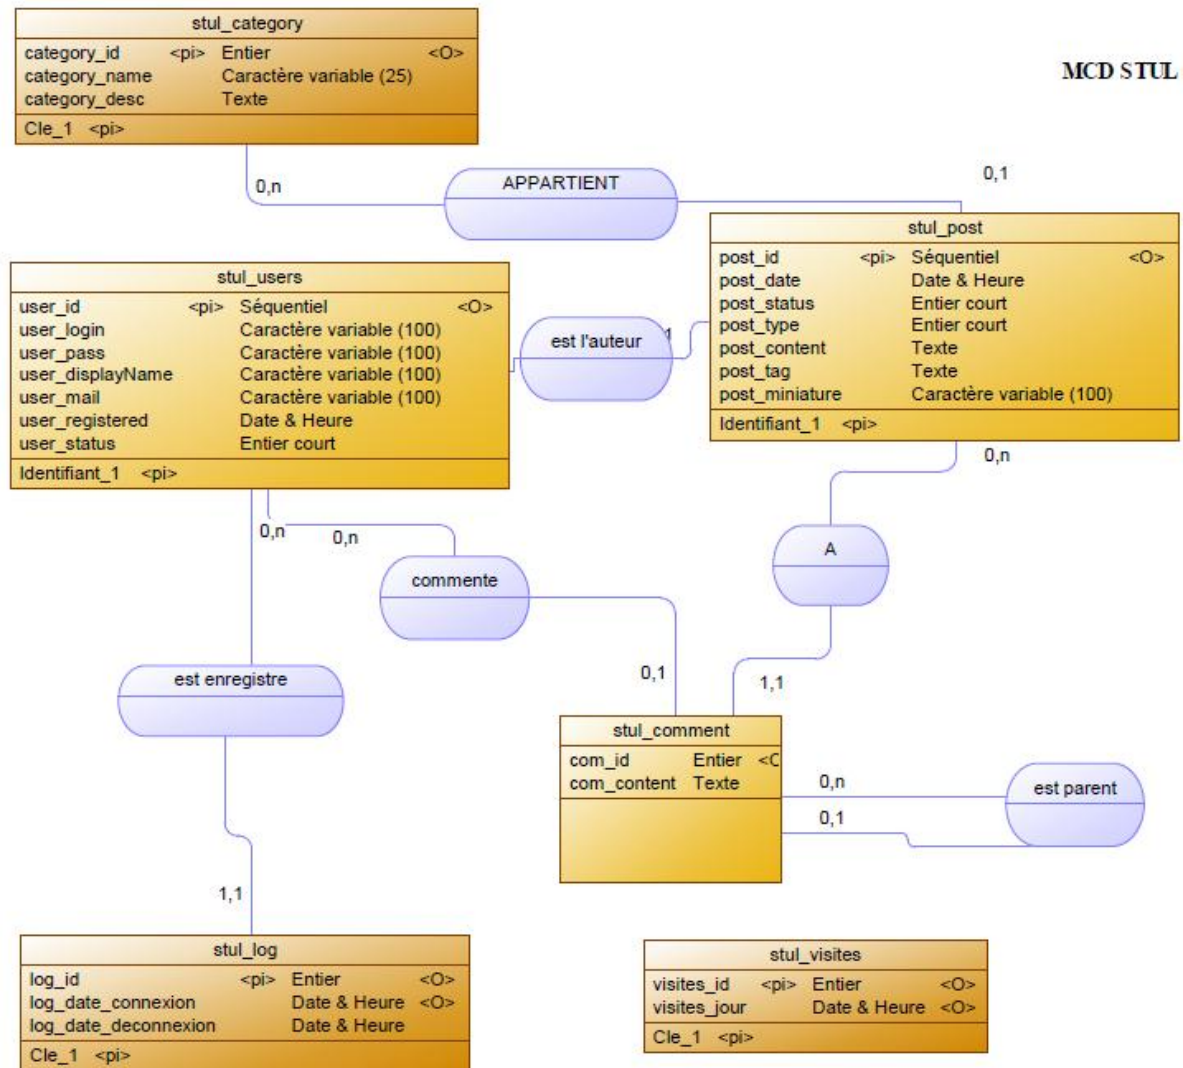 stul_category
category_id <pi> Entier <O>
category_name Caractère variable (25)
category_desc Texte
Cle_1 <pi>
MCD STUL
0,n
APPARTIENT
0,1
stul_post
post_id <pi> Séquentiel <O>
post_date Date & Heure
post_status Entier court
post_type Entier court
post_content Texte
post_tag Texte
post_miniature Caractère variable (100)
Identifiant_1 <pi>
stul_users
user_id <pi> Séquentiel <O>
user_login Caractère variable (100)
user_pass Caractère variable (100)
user_displayName Caractère variable (100)
user_mail Caractère variable (100)
user_registered Date & Heure
user_status Entier court
Identifiant_1 <pi>
est l'auteur
0,n
A
0,n
0,n
commente
0,1
1,1
est enregistre
1,1
stul_comment
com_id Entier
com_content Texte
0,n
0,1
est parent
stul_log
log_id <pi> Entier <O>
log_date_connexion Date & Heure <O>
log_date_deconnexion Date & Heure
Cle_1 <pi>
stul_visites
visites_id <pi> Entier <O>
visites_jour Date & Heure <O>
Cle_1 <pi>